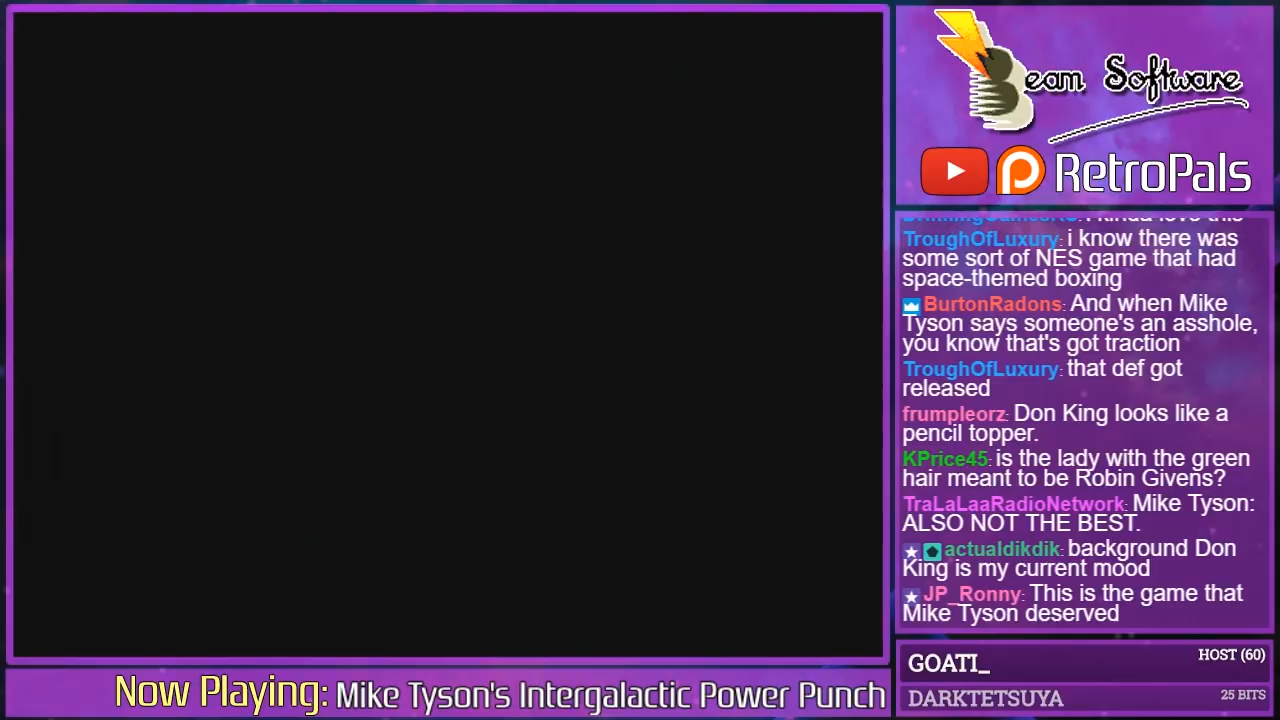 Beam Software
RetroPals
TroughOfLuxury: i know there was
some sort of NES game that had
space-themed boxing
BurtonRadons: And when Mike
Tyson says someone's an asshole,
you know that's got traction
TroughOfLuxury: that def got
released
frumpleorz: Don King looks like a
pencil topper.
KPrice45: is the lady with the green
hair meant to be Robin Givens?
TraLaLaaRadioNetwork: Mike Tyson:
ALSO NOT THE BEST.
actualdikdik: background Don
King is my current mood
JP_Ronny: This is the game that
Mike Tyson deserved
GOATI_ HOST (60)
DARKTETSUYA 25 BITS
Now Playing: Mike Tyson's Intergalactic Power Punch